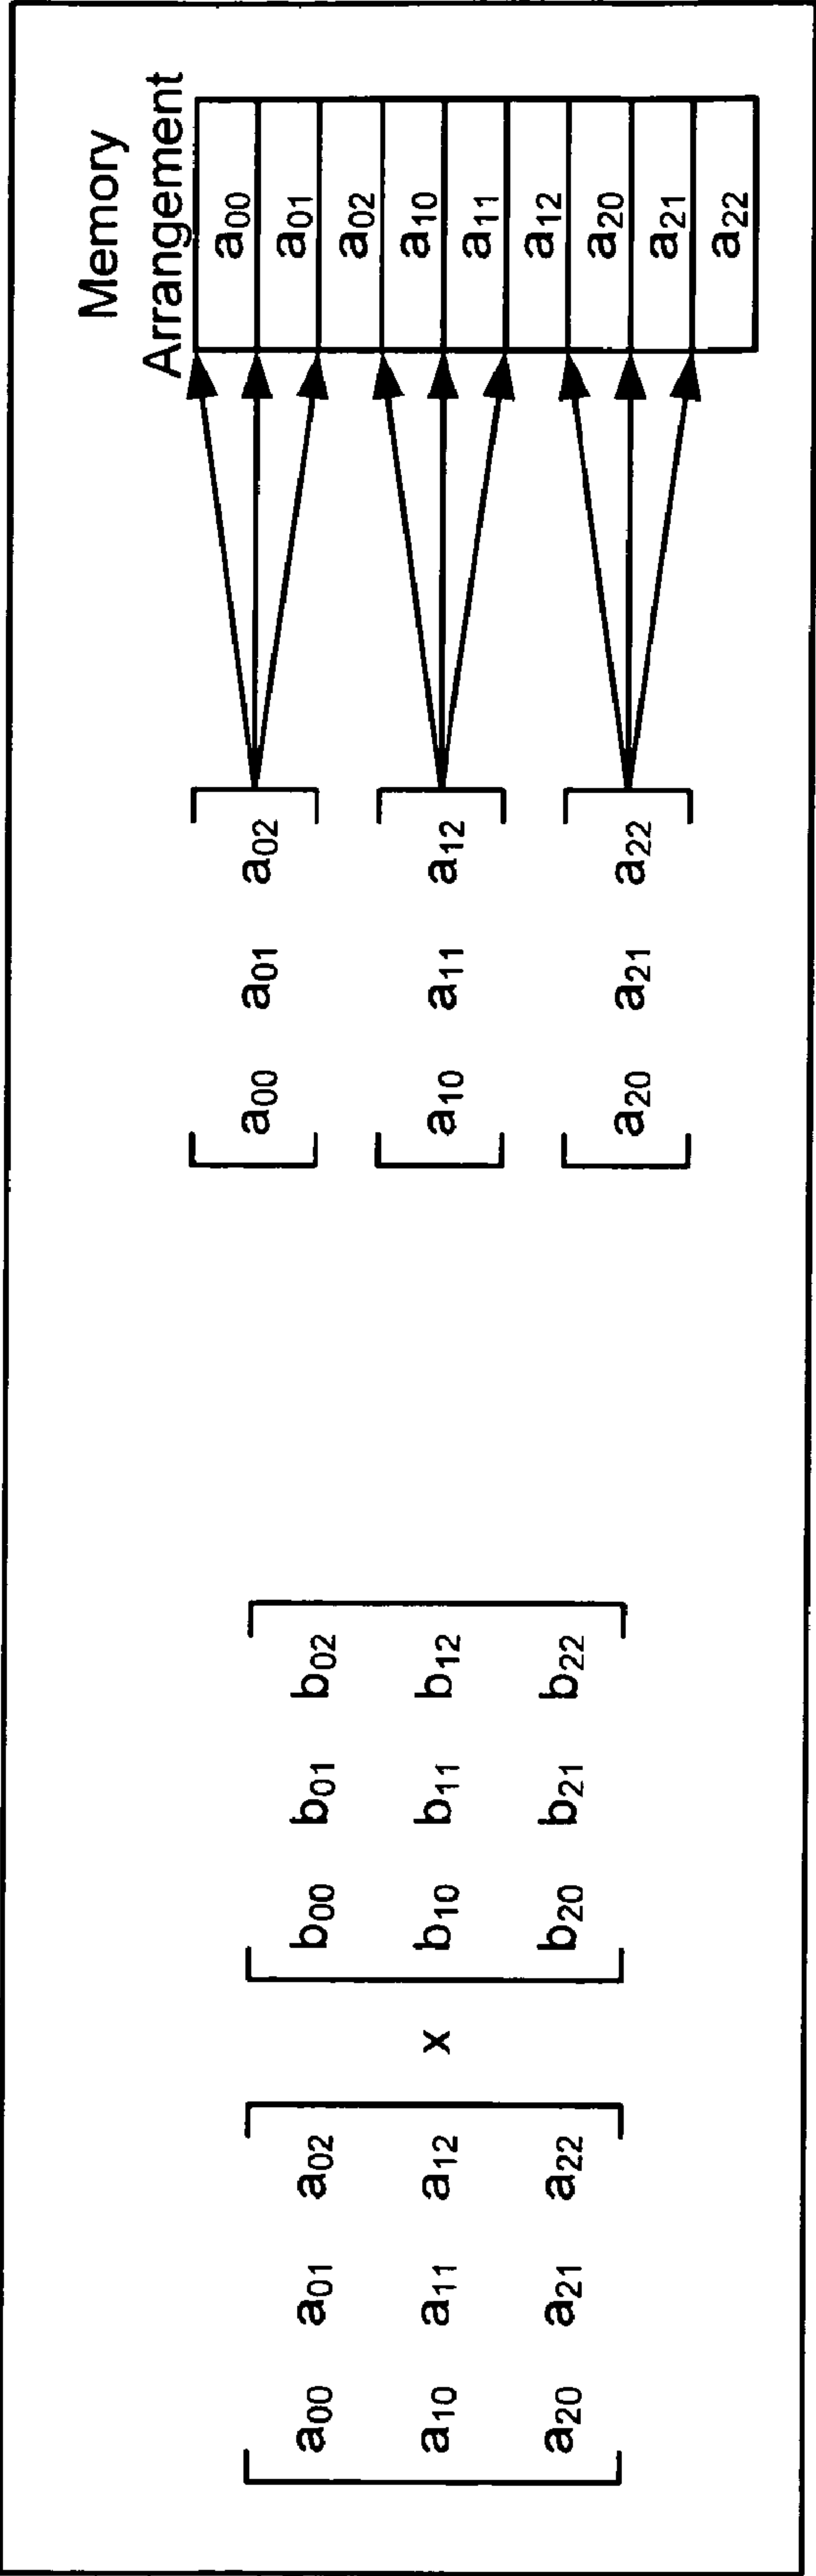 Memory
Arrangement
a00 a01 a02
a10 a11 a12
a20 a21 a22
x
b00 b01 b02
b10 b11 b12
b20 b21 b22
a00 a01 a02
a10 a11 a12
a20 a21 a22
a00
a01
a02
a10
a11
a12
a20
a21
a22